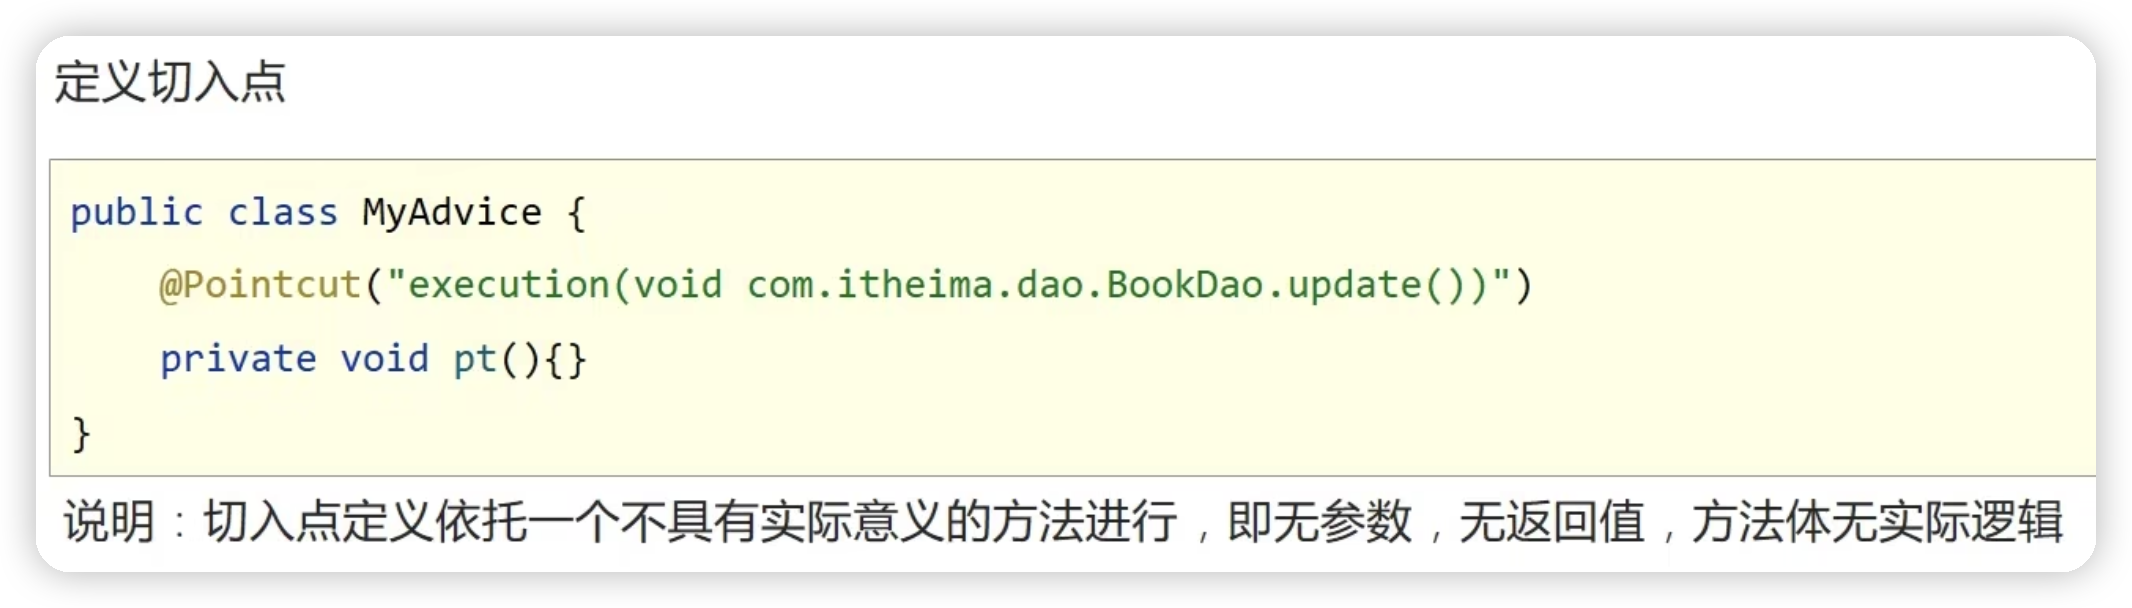 定义切入点
public class MyAdvice {
    @Pointcut("execution(void com.itheima.dao.BookDao.update())")
    private void pt(){}
}
说明：切入点定义依托一个不具有实际意义的方法进行，即无参数，无返回值，方法体无实际逻辑